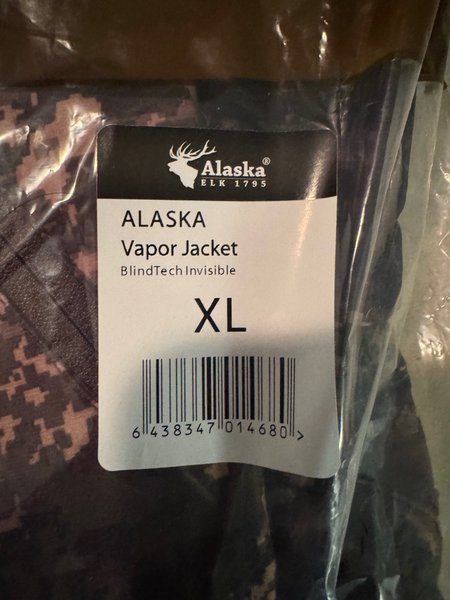 Alaska®
ELK 1795
ALASKA
Vapor Jacket
BlindTech Invisible
XL
6 438347 014680 >